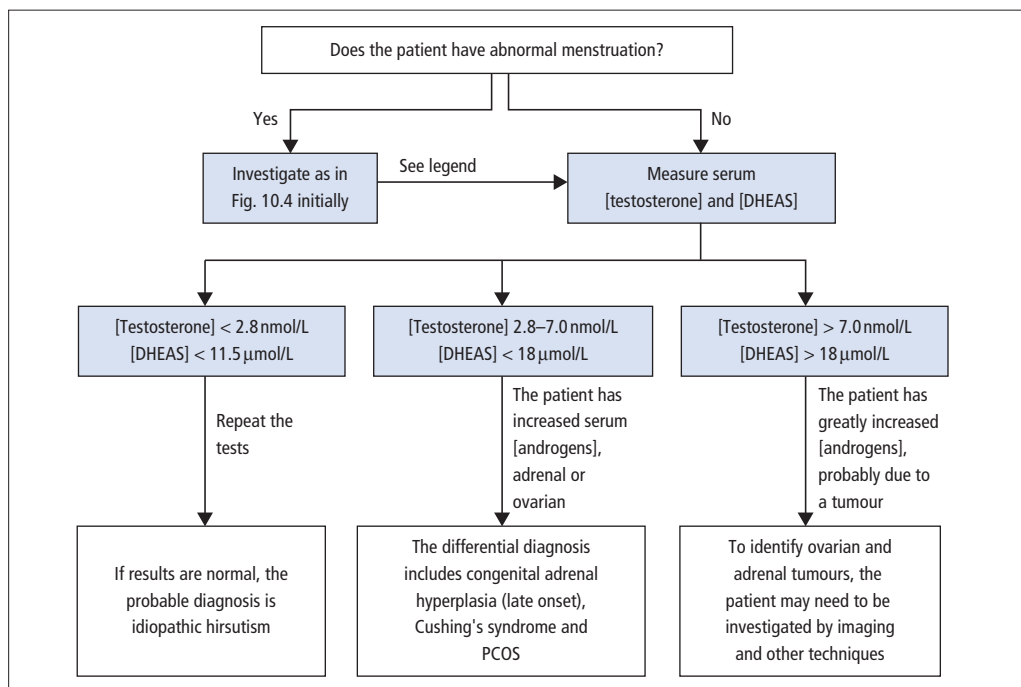 Does the patient have abnormal menstruation?
Yes
No
Investigate as in
Fig. 10.4 initially
See legend
Measure serum
[testosterone] and [DHEAS]
[Testosterone] < 2.8 nmol/L
[DHEAS] < 11.5 μmol/L
[Testosterone] 2.8–7.0 nmol/L
[DHEAS] < 18 μmol/L
[Testosterone] > 7.0 nmol/L
[DHEAS] > 18 μmol/L
Repeat the
tests
The patient has
increased serum
[androgens],
adrenal or
ovarian
The patient has
greatly increased
[androgens],
probably due to
a tumour
If results are normal, the
probable diagnosis is
idiopathic hirsutism
The differential diagnosis
includes congenital adrenal
hyperplasia (late onset),
Cushing's syndrome and
PCOS
To identify ovarian and
adrenal tumours, the
patient may need to be
investigated by imaging
and other techniques